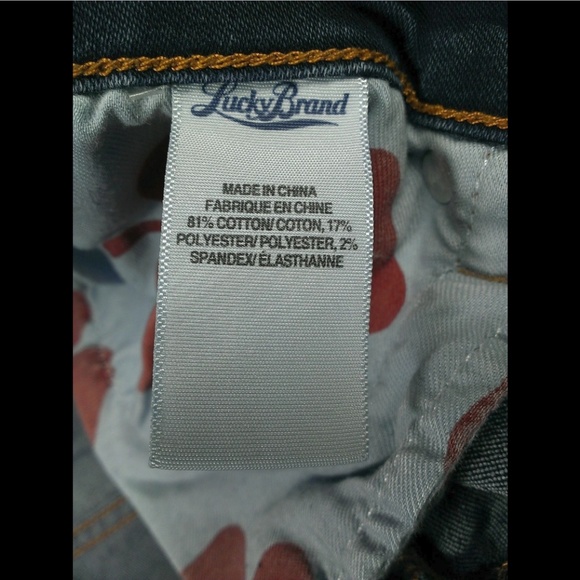 Lucky Brand
MADE IN CHINA
FABRIQUE EN CHINE
81% COTTON/ COTON, 17%
POLYESTER/ POLYESTER, 2%
SPANDEX/ ÉLASTHANNE